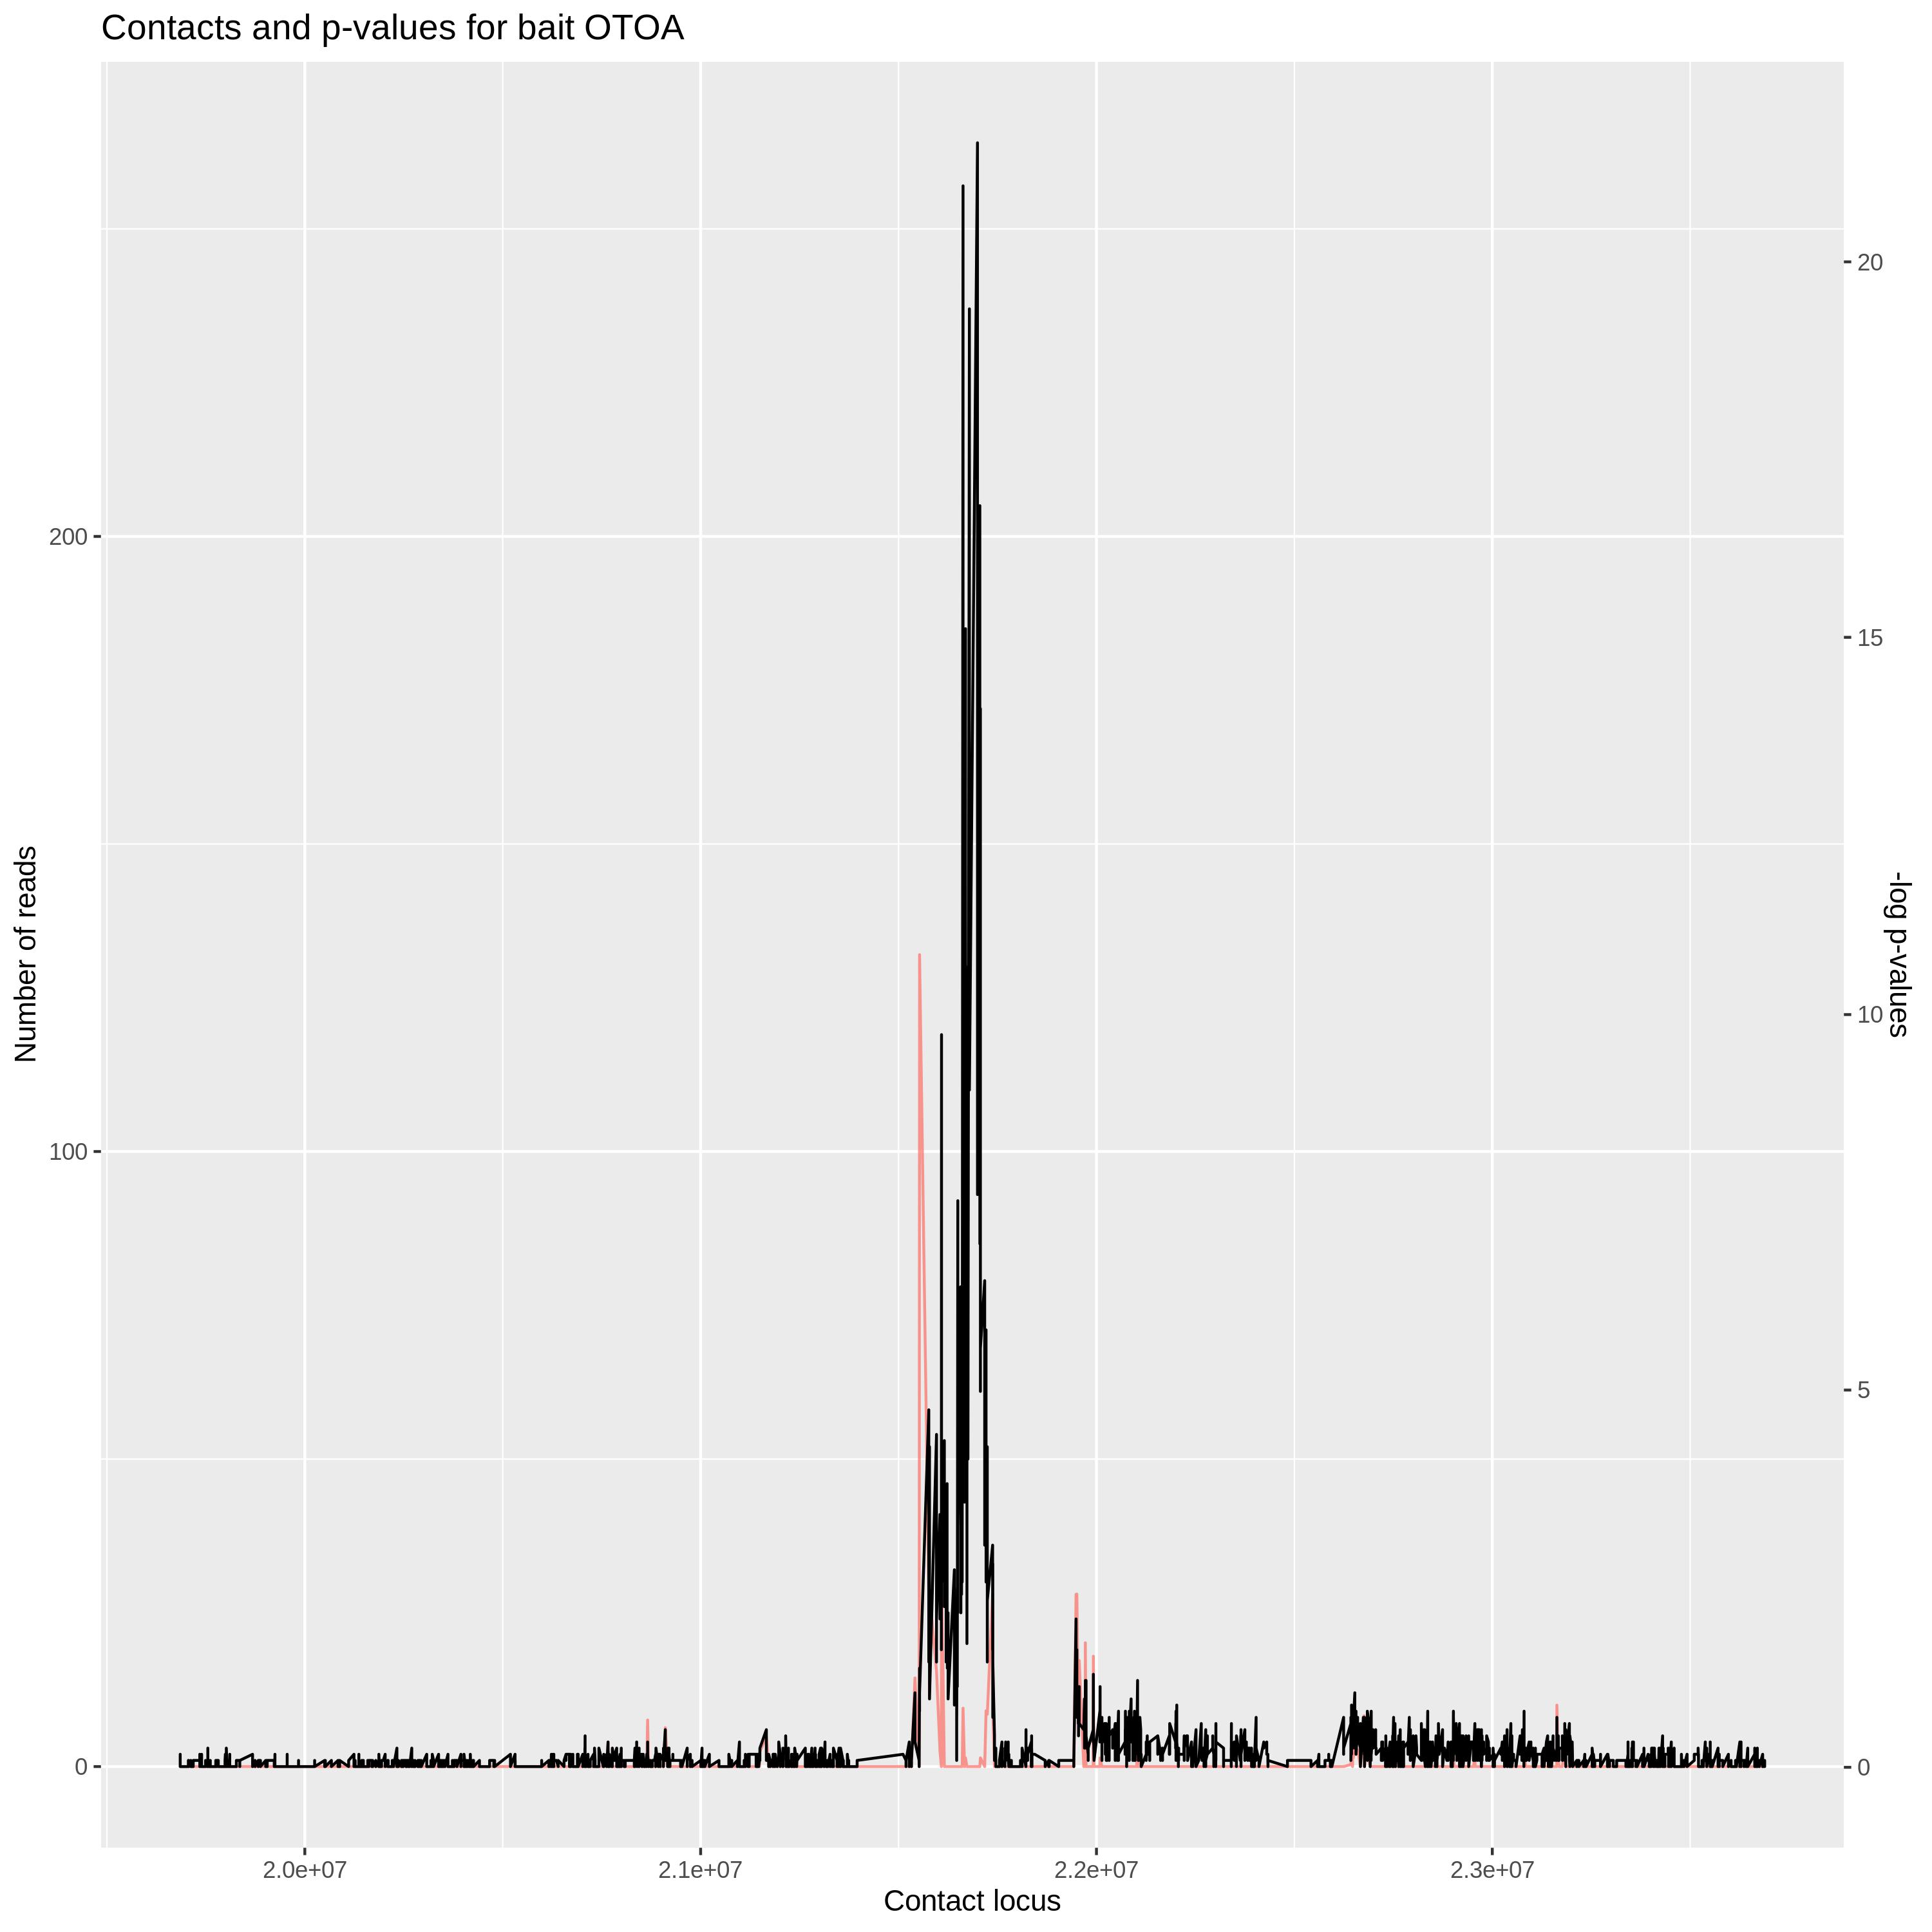 Contacts and p-values for bait OTOA
Number of reads
200
100
0
20
15
10
5
0
-log p-values
2.0e+07
2.1e+07
2.2e+07
2.3e+07
Contact locus